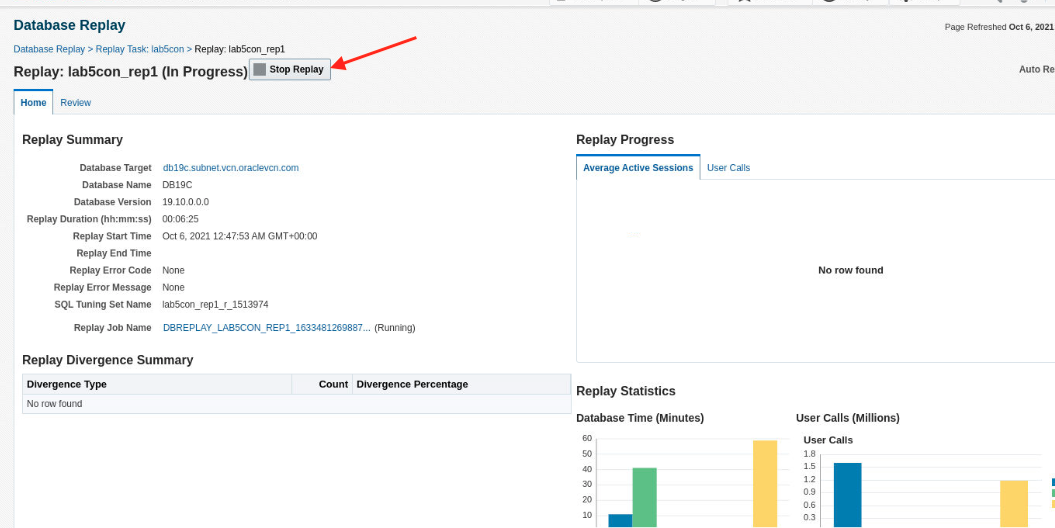 Database Replay
Page Refreshed Oct 6, 2021
Database Replay > Replay Task: lab5con > Replay: lab5con_rep1
Replay: lab5con_rep1 (In Progress) Stop Replay
Auto Re
Home Review
Replay Summary
Database Target db19c.subnet.vcn.oraclevcn.com
Database Name DB19C
Database Version 19.10.0.0.0
Replay Duration (hh:mm:ss) 00:06:25
Replay Start Time Oct 6, 2021 12:47:53 AM GMT+00:00
Replay End Time
Replay Error Code None
Replay Error Message None
SQL Tuning Set Name lab5con_rep1_r_1513974
Replay Job Name DBREPLAY_LAB5CON_REP1_1633481269887... (Running)
Replay Divergence Summary
Divergence Type Count Divergence Percentage
No row found
Replay Progress
Average Active Sessions User Calls
No row found
Replay Statistics
Database Time (Minutes)
60
50
40
30
20
10
User Calls (Millions)
User Calls
1.8
1.5
1.2
0.9
0.6
0.3